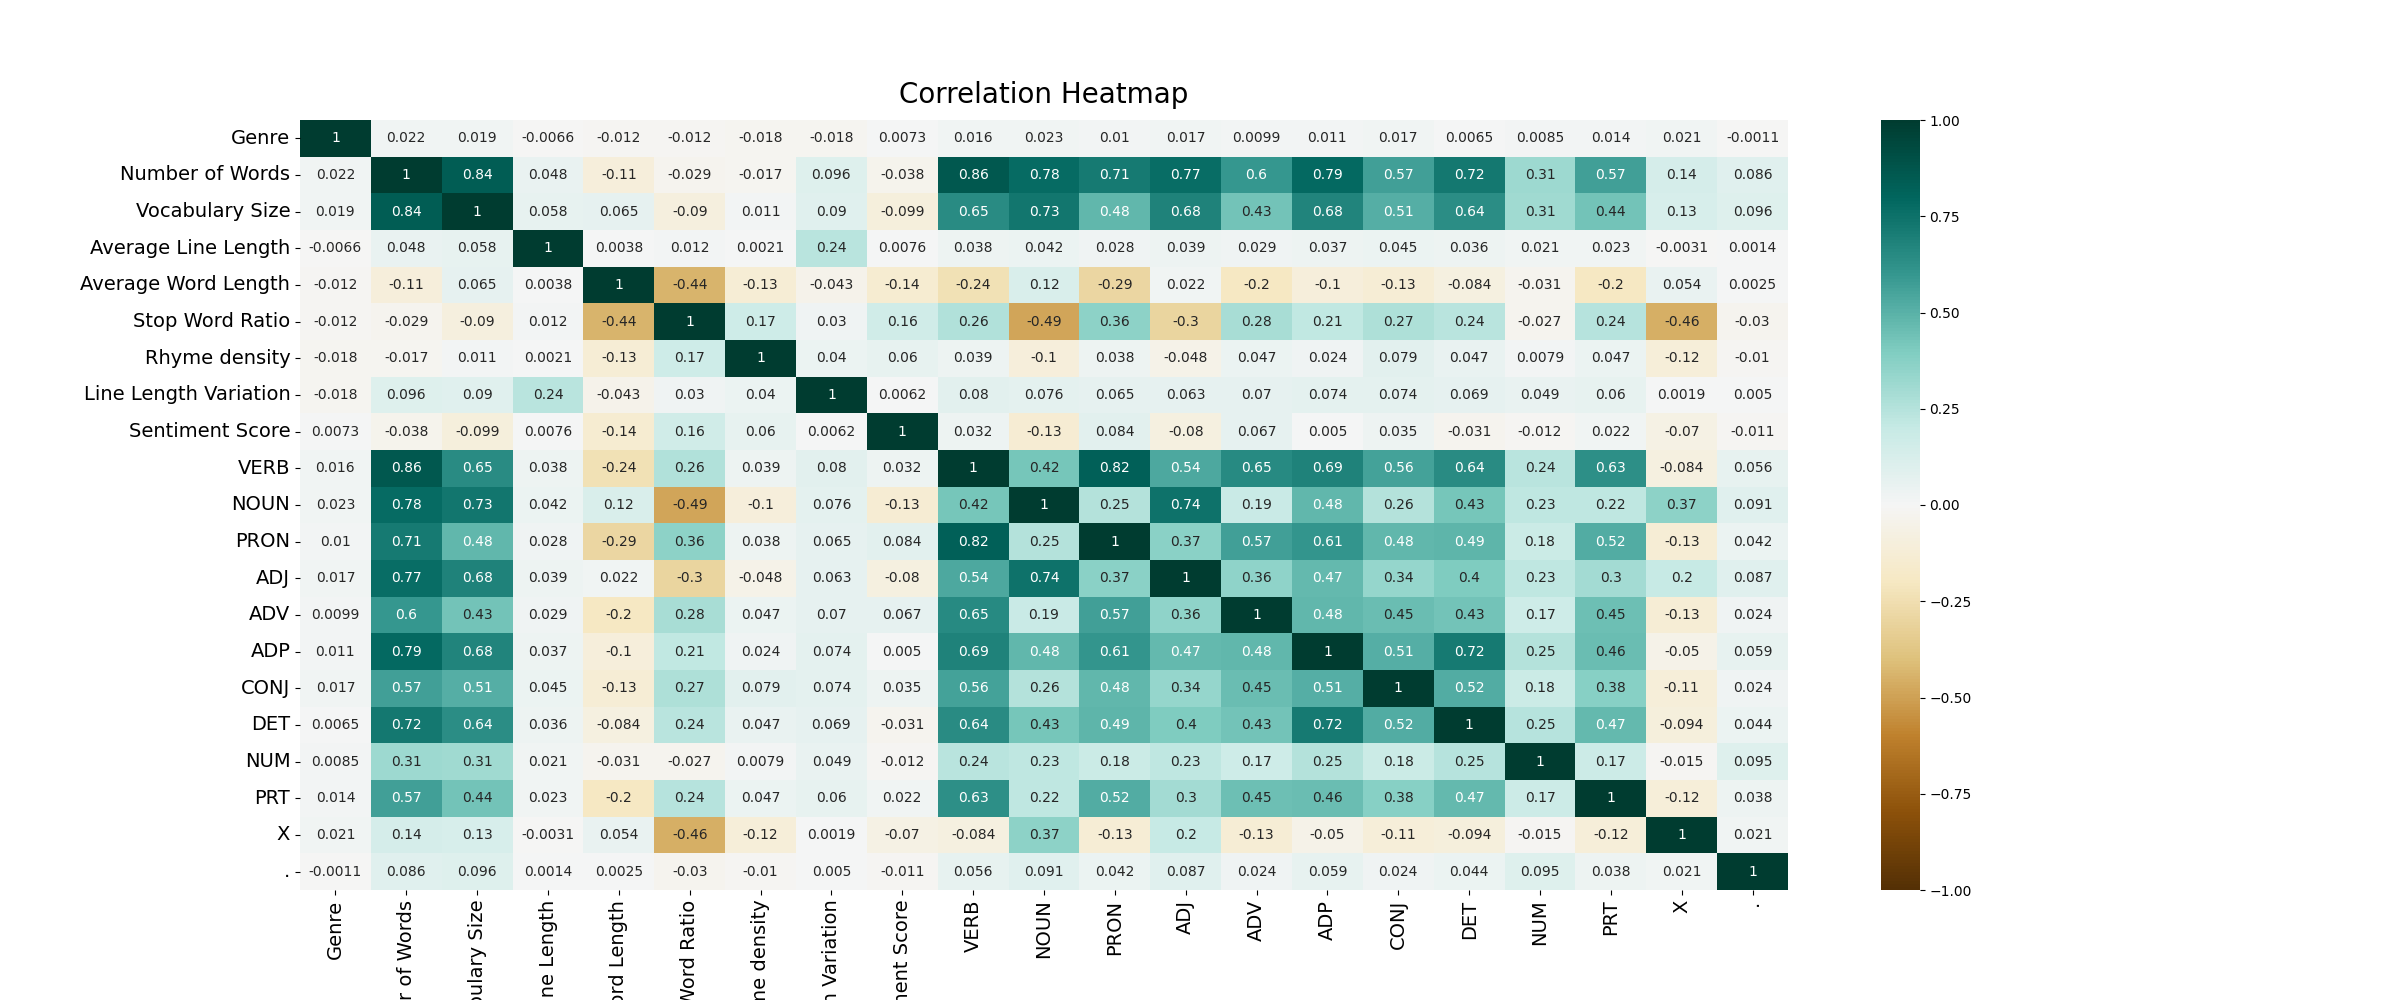 Correlation Heatmap
Genre 1 0.022 0.019 -0.0066 -0.012 -0.012 -0.018 -0.018 0.0073 0.016 0.023 0.01 0.017 0.0099 0.011 0.017 0.0065 0.0085 0.014 0.021 -0.0011
Number of Words 0.022 1 0.84 0.048 -0.11 -0.029 -0.017 0.096 -0.038 0.86 0.78 0.71 0.77 0.6 0.79 0.57 0.72 0.31 0.57 0.14 0.086
Vocabulary Size 0.019 0.84 1 0.058 0.065 -0.09 0.011 0.09 -0.099 0.65 0.73 0.48 0.68 0.43 0.68 0.51 0.64 0.31 0.44 0.13 0.096
Average Line Length -0.0066 0.048 0.058 1 0.0038 0.012 0.0021 0.24 0.0076 0.038 0.042 0.028 0.039 0.029 0.037 0.045 0.036 0.021 0.023 -0.0031 0.0014
Average Word Length -0.012 -0.11 0.065 0.0038 1 -0.44 -0.13 -0.043 -0.14 -0.24 0.12 -0.29 0.022 -0.2 -0.1 -0.13 -0.084 -0.031 -0.2 0.054 0.0025
Stop Word Ratio -0.012 -0.029 -0.09 0.012 -0.44 1 0.17 0.03 0.16 0.26 -0.49 0.36 -0.3 0.28 0.21 0.27 0.24 -0.027 0.24 -0.46 -0.03
Rhyme density -0.018 -0.017 0.011 0.0021 -0.13 0.17 1 0.04 0.06 0.039 -0.1 0.038 -0.048 0.047 0.024 0.079 0.047 0.0079 0.047 -0.12 -0.01
Line Length Variation -0.018 0.096 0.09 0.24 -0.043 0.03 0.04 1 0.0062 0.08 0.076 0.065 0.063 0.07 0.074 0.074 0.069 0.049 0.06 0.0019 0.005
Sentiment Score 0.0073 -0.038 -0.099 0.0076 -0.14 0.16 0.06 0.0062 1 0.032 -0.13 0.084 -0.08 0.067 0.005 0.035 -0.031 -0.012 0.022 -0.07 -0.011
VERB 0.016 0.86 0.65 0.038 -0.24 0.26 0.039 0.08 0.032 1 0.42 0.82 0.54 0.65 0.69 0.56 0.64 0.24 0.63 -0.084 0.056
NOUN 0.023 0.78 0.73 0.042 0.12 -0.49 -0.1 0.076 -0.13 0.42 1 0.25 0.74 0.19 0.48 0.26 0.43 0.23 0.22 0.37 0.091
PRON 0.01 0.71 0.48 0.028 -0.29 0.36 0.038 0.065 0.084 0.82 0.25 1 0.37 0.57 0.61 0.48 0.49 0.18 0.52 -0.13 0.042
ADJ 0.017 0.77 0.68 0.039 0.022 -0.3 -0.048 0.063 -0.08 0.54 0.74 0.37 1 0.36 0.47 0.34 0.4 0.23 0.3 0.2 0.087
ADV 0.0099 0.6 0.43 0.029 -0.2 0.28 0.047 0.07 0.067 0.65 0.19 0.57 0.36 1 0.48 0.45 0.43 0.17 0.45 -0.13 0.024
ADP 0.011 0.79 0.68 0.037 -0.1 0.21 0.024 0.074 0.005 0.69 0.48 0.61 0.47 0.48 1 0.51 0.72 0.25 0.46 -0.05 0.059
CONJ 0.017 0.57 0.51 0.045 -0.13 0.27 0.079 0.074 0.035 0.56 0.26 0.48 0.34 0.45 0.51 1 0.52 0.18 0.38 -0.11 0.024
DET 0.0065 0.72 0.64 0.036 -0.084 0.24 0.047 0.069 -0.031 0.64 0.43 0.49 0.4 0.43 0.72 0.52 1 0.25 0.47 -0.094 0.044
NUM 0.0085 0.31 0.31 0.021 -0.031 -0.027 0.0079 0.049 -0.012 0.24 0.23 0.18 0.23 0.17 0.25 0.18 0.25 1 0.17 -0.015 0.095
PRT 0.014 0.57 0.44 0.023 -0.2 0.24 0.047 0.06 0.022 0.63 0.22 0.52 0.3 0.45 0.46 0.38 0.47 0.17 1 -0.12 0.038
X 0.021 0.14 0.13 -0.0031 0.054 -0.46 -0.12 0.0019 -0.07 -0.084 0.37 -0.13 0.2 -0.13 -0.05 -0.11 -0.094 -0.015 -0.12 1 0.021
. -0.0011 0.086 0.096 0.0014 0.0025 -0.03 -0.01 0.005 -0.011 0.056 0.091 0.042 0.087 0.024 0.059 0.024 0.044 0.095 0.038 0.021 1
Genre
r of Words
bulary Size
ne Length
ord Length
Word Ratio
ne density
h Variation
ment Score
VERB
NOUN
PRON
ADJ
ADV
ADP
CONJ
DET
NUM
PRT
X
.
1.00
0.75
0.50
0.25
0.00
−0.25
−0.50
−0.75
−1.00